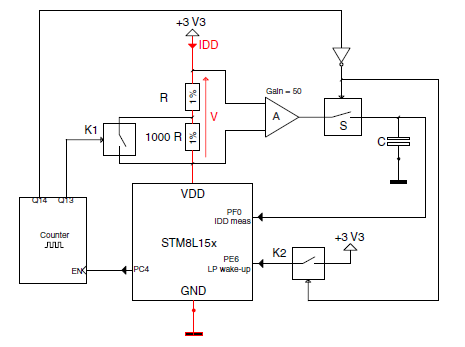 +3 V3
IDD
Gain = 50
R
1%
V
A
K1
1000 R
1%
S
C
Q14 Q13
VDD
PF0
IDD meas
Counter
STM8L15x
K2
+3 V3
PE6
LP wake-up
EN
PC4
GND